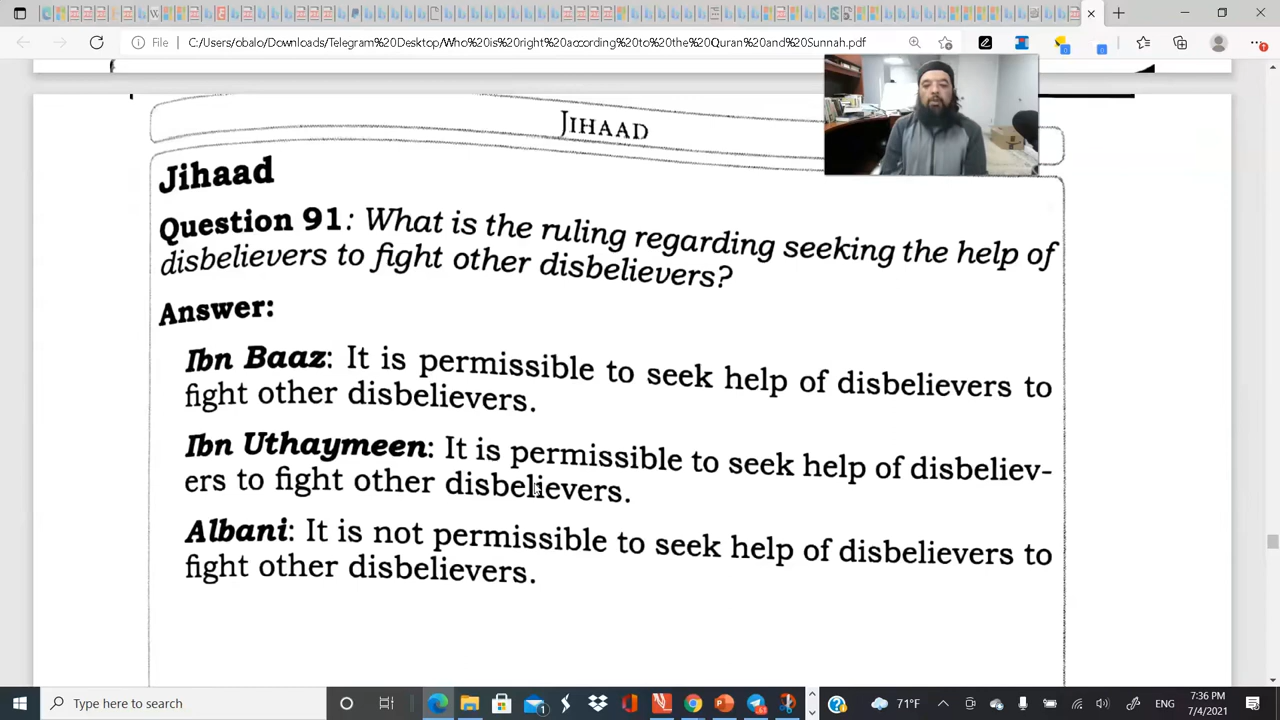 File
C:/Users/obalo/Downloads/Telegram%20Desktop/Who%20is%20right%20according%20to%20the%20Quran%20and%20Sunnah.pdf
JIHAAD
Jihaad
Question 91: What is the ruling regarding seeking the help of
disbelievers to fight other disbelievers?
Answer:
Ibn Baaz: It is permissible to seek help of disbelievers to
fight other disbelievers.
Ibn Uthaymeen: It is permissible to seek help of disbeliev-
ers to fight other disbelievers.
Albani: It is not permissible to seek help of disbelievers to
fight other disbelievers.
Type here to search
71°F
ENG
7:36 PM
7/4/2021